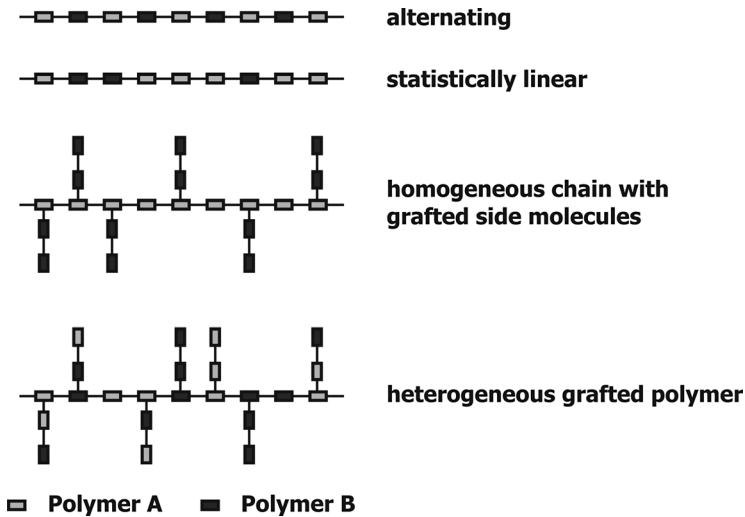 alternating
statistically linear
homogeneous chain with
grafted side molecules
heterogeneous grafted polymer
Polymer A
Polymer B